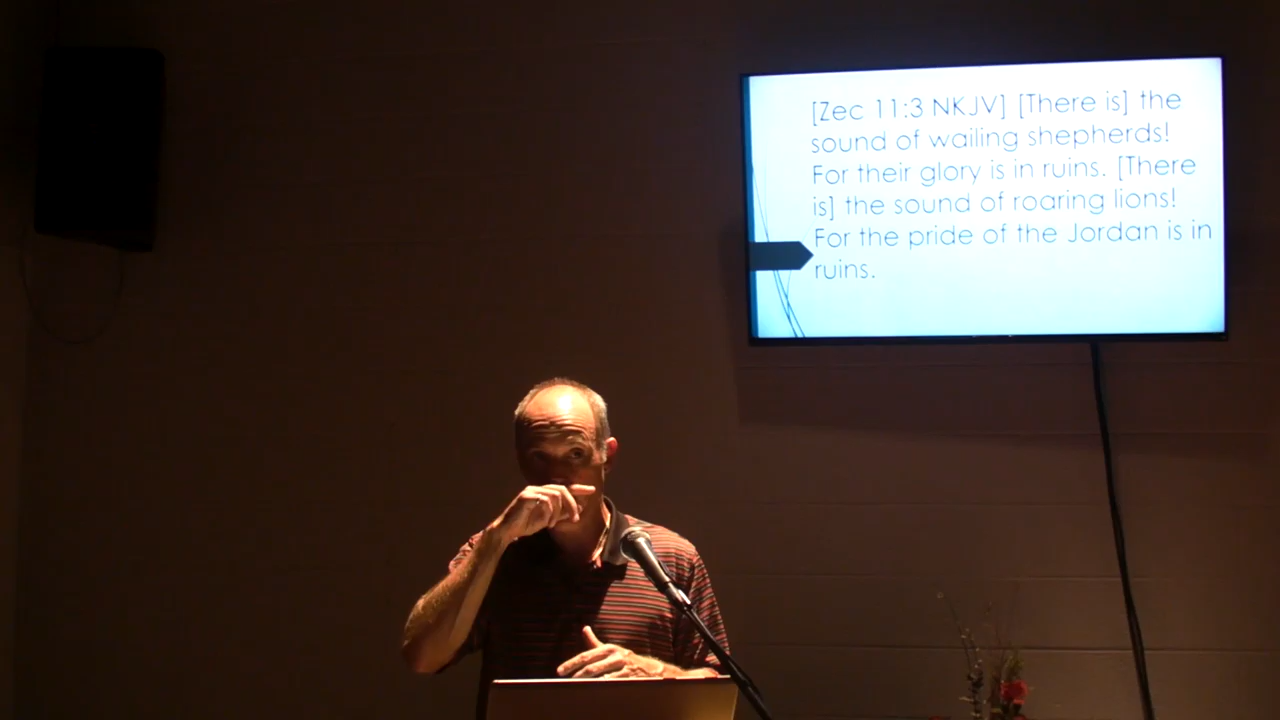 [Zec 11:3 NKJV] [There is] the
sound of wailing shepherds!
For their glory is in ruins. [There
is] the sound of roaring lions!
For the pride of the Jordan is in
ruins.